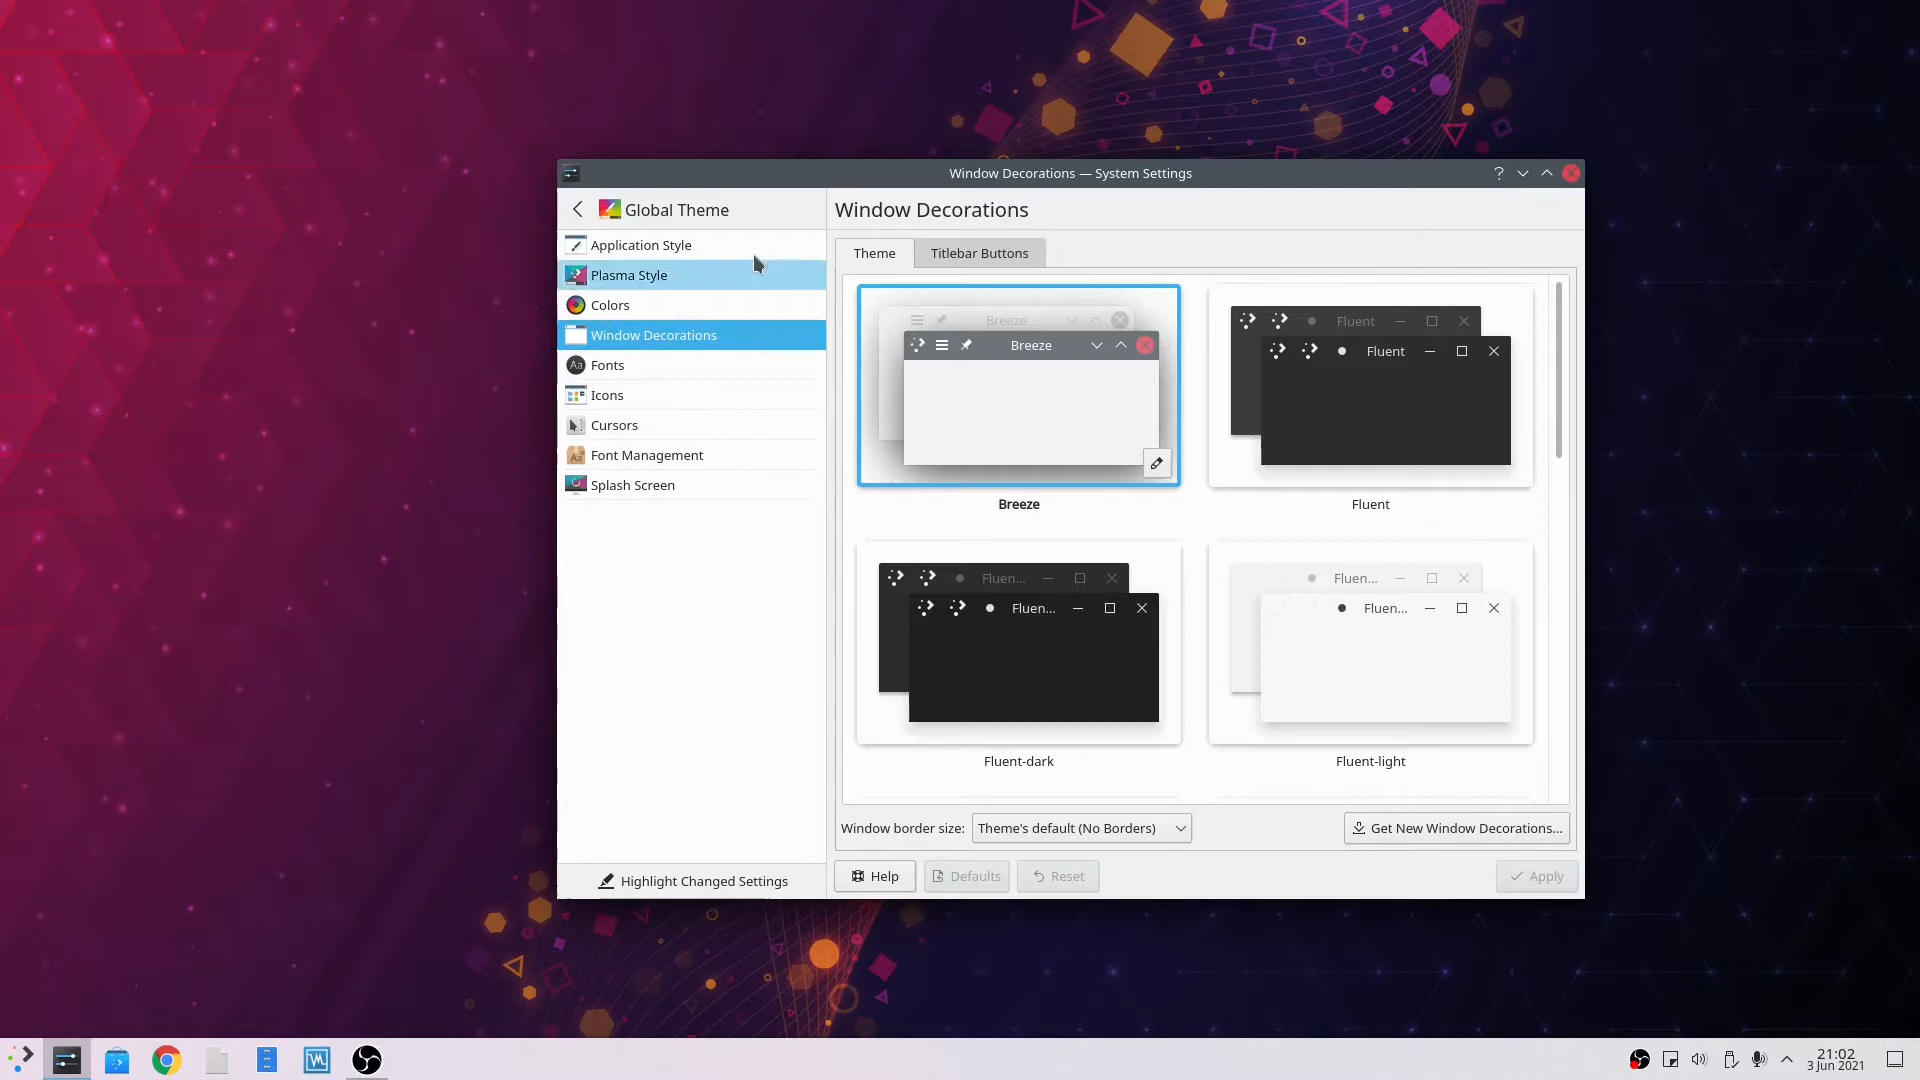 Window Decorations — System Settings
Global Theme
Window Decorations
Application Style
Plasma Style
Colors
Window Decorations
Fonts
Icons
Cursors
Font Management
Splash Screen
Highlight Changed Settings
Theme
Titlebar Buttons
Breeze
Breeze
Breeze
Fluent
Fluent
Fluent
Fluen...
Fluen...
Fluent-dark
Fluen...
Fluen...
Fluent-light
Window border size:
Theme's default (No Borders)
Get New Window Decorations...
Help
Defaults
Reset
Apply
21:02
3 Jun 2021